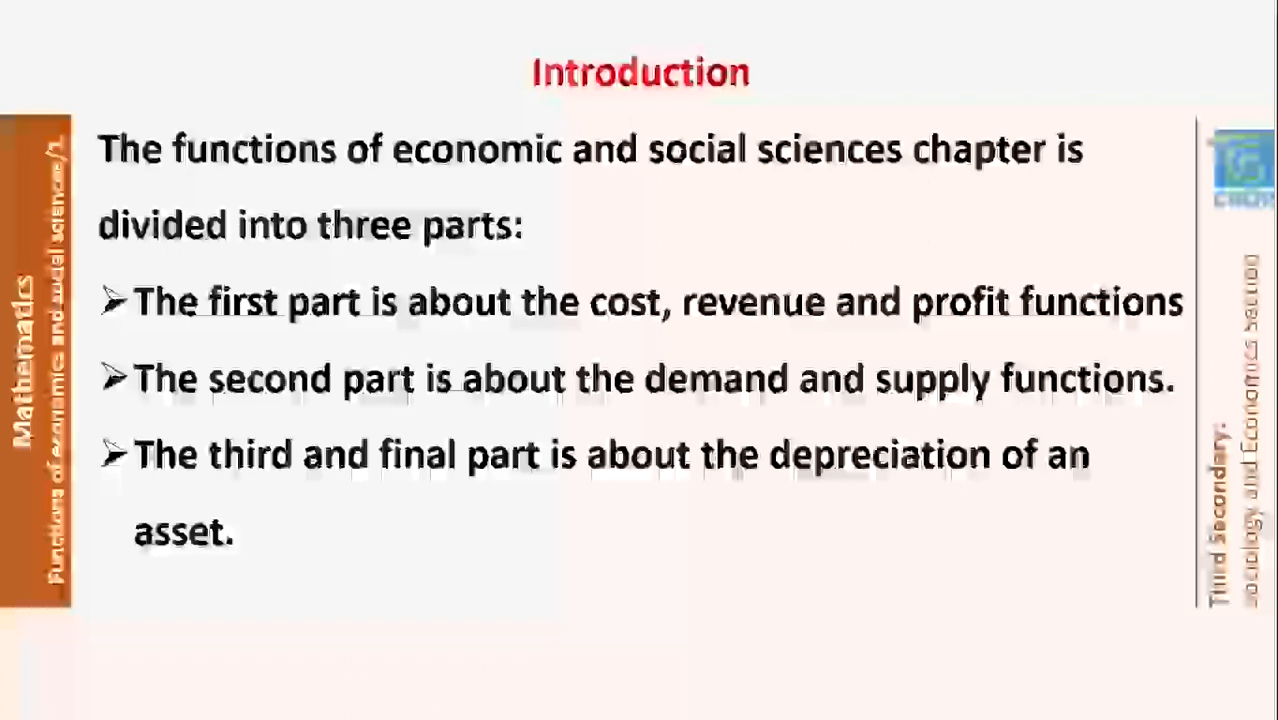 Introduction
The functions of economic and social sciences chapter is
divided into three parts:
➢The first part is about the cost, revenue and profit functions
➢The second part is about the demand and supply functions.
➢The third and final part is about the depreciation of an
asset.
Mathematics
Functions of economics and social sciences/1
Third Secondary:
Sociology and Economics Section